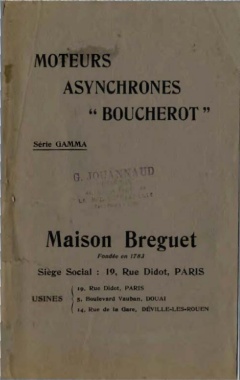 MOTEURS
ASYNCHRONES
“ BOUCHEROT ”
Série GAMMA
G. JOUANNAUD
Maison Breguet
Fondée en 1783
Siège Social : 19, Rue Didot, PARIS
USINES
19, Rue Didot, PARIS
5, Boulevard Vauban, DOUAI
14, Rue de la Gare, DÉVILLE-LES-ROUEN